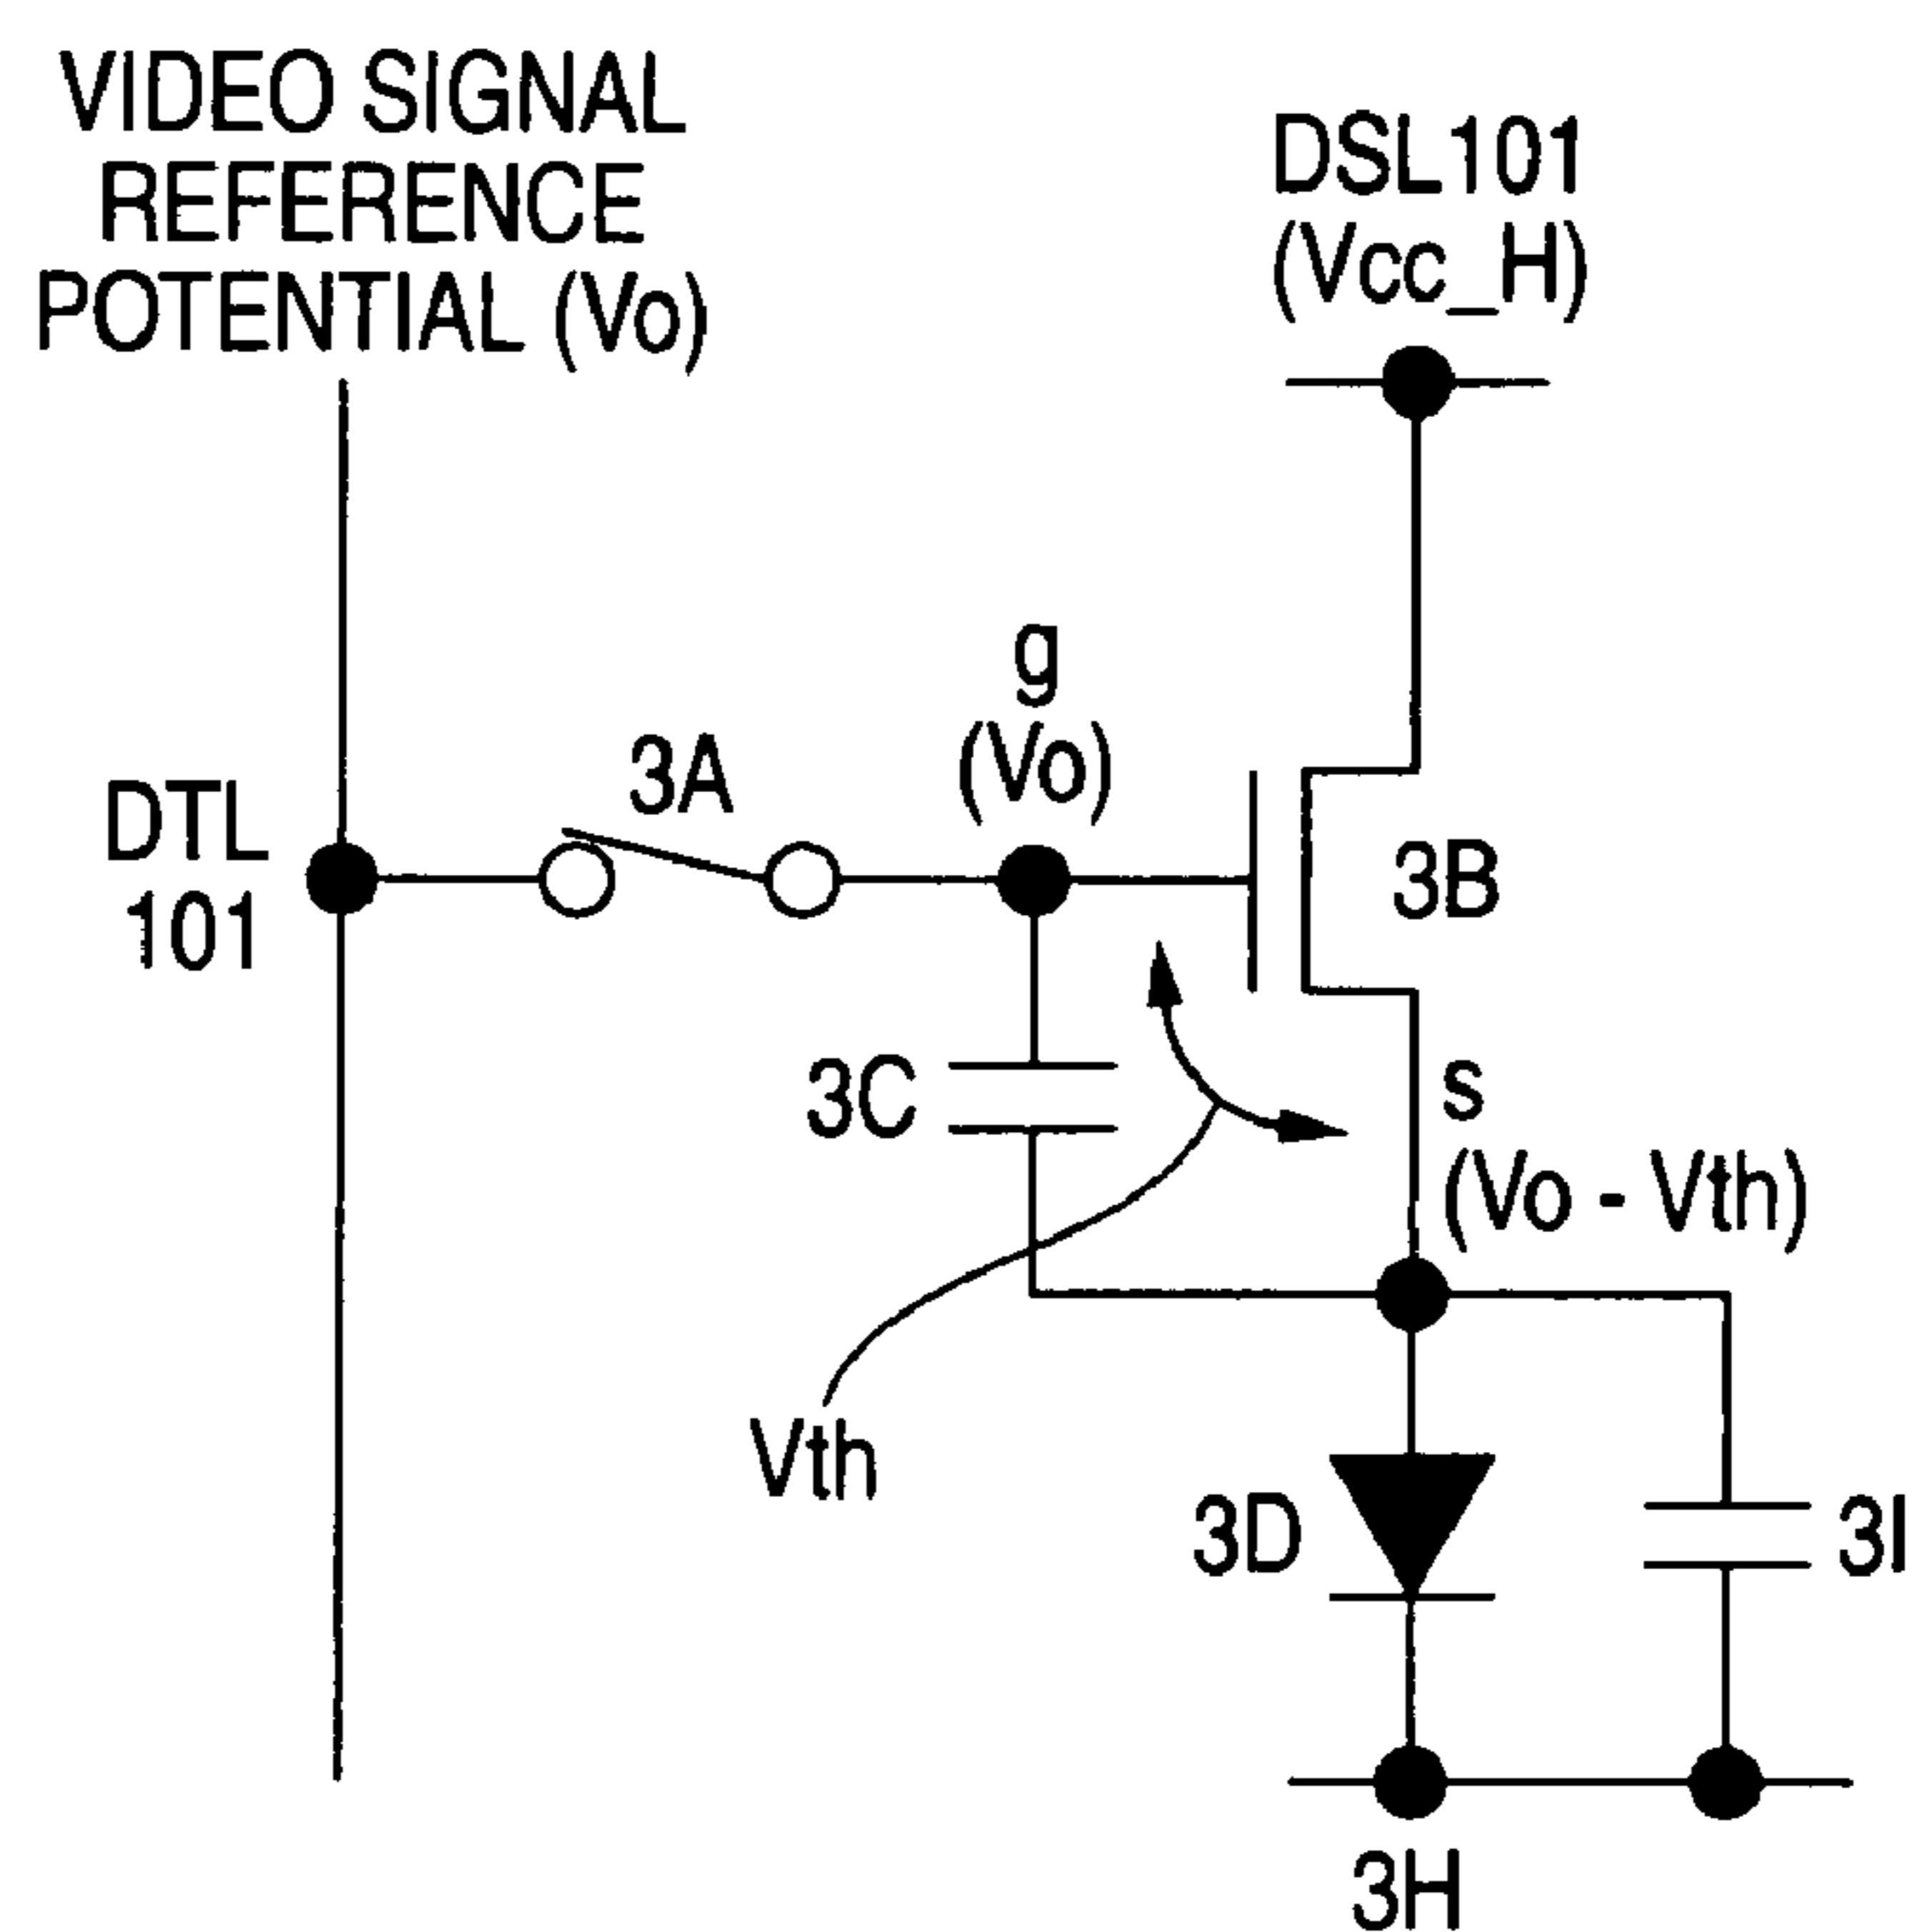 VIDEO SIGNAL
REFERENCE
POTENTIAL (Vo)
DSL101
(Vcc_H)
g
(Vo)
3A
DTL
101
3B
3C
s
(Vo - Vth)
Vth
3D
3I
3H